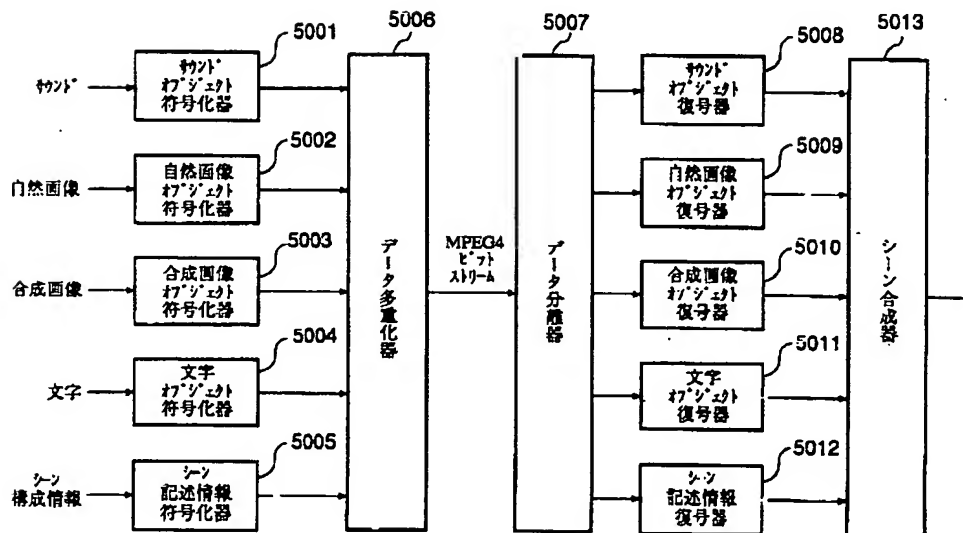 5001
5006
5007
5008
5013
サウンド
サウンド
オブジェクト
符号化器
サウンド
オブジェクト
復号器
5002
5009
自然画像
自然画像
オブジェクト
符号化器
自然画像
オブジェクト
復号器
5003
5010
合成画像
合成画像
オブジェクト
符号化器
データ多重化器
MPEG4
ビット
ストリーム
データ分離器
合成画像
オブジェクト
復号器
シーン合成器
5004
5011
文字
文字
オブジェクト
符号化器
文字
オブジェクト
復号器
5005
5012
シーン
構成情報
シーン
記述情報
符号化器
シーン
記述情報
復号器